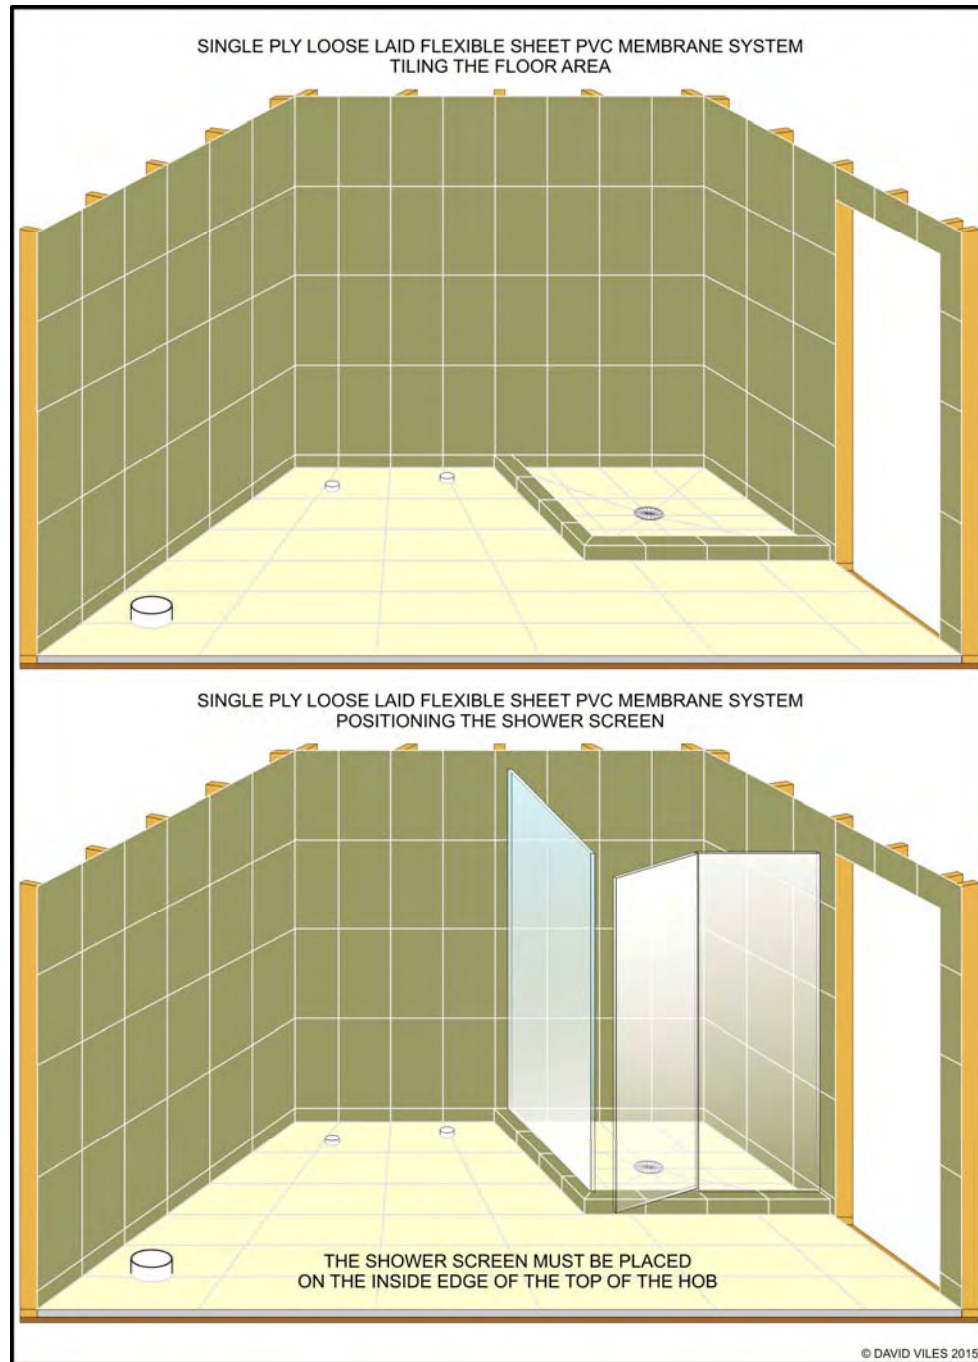 SINGLE PLY LOOSE LAID FLEXIBLE SHEET PVC MEMBRANE SYSTEM
TILING THE FLOOR AREA
SINGLE PLY LOOSE LAID FLEXIBLE SHEET PVC MEMBRANE SYSTEM
POSITIONING THE SHOWER SCREEN
THE SHOWER SCREEN MUST BE PLACED
ON THE INSIDE EDGE OF THE TOP OF THE HOB
© DAVID VILES 2015